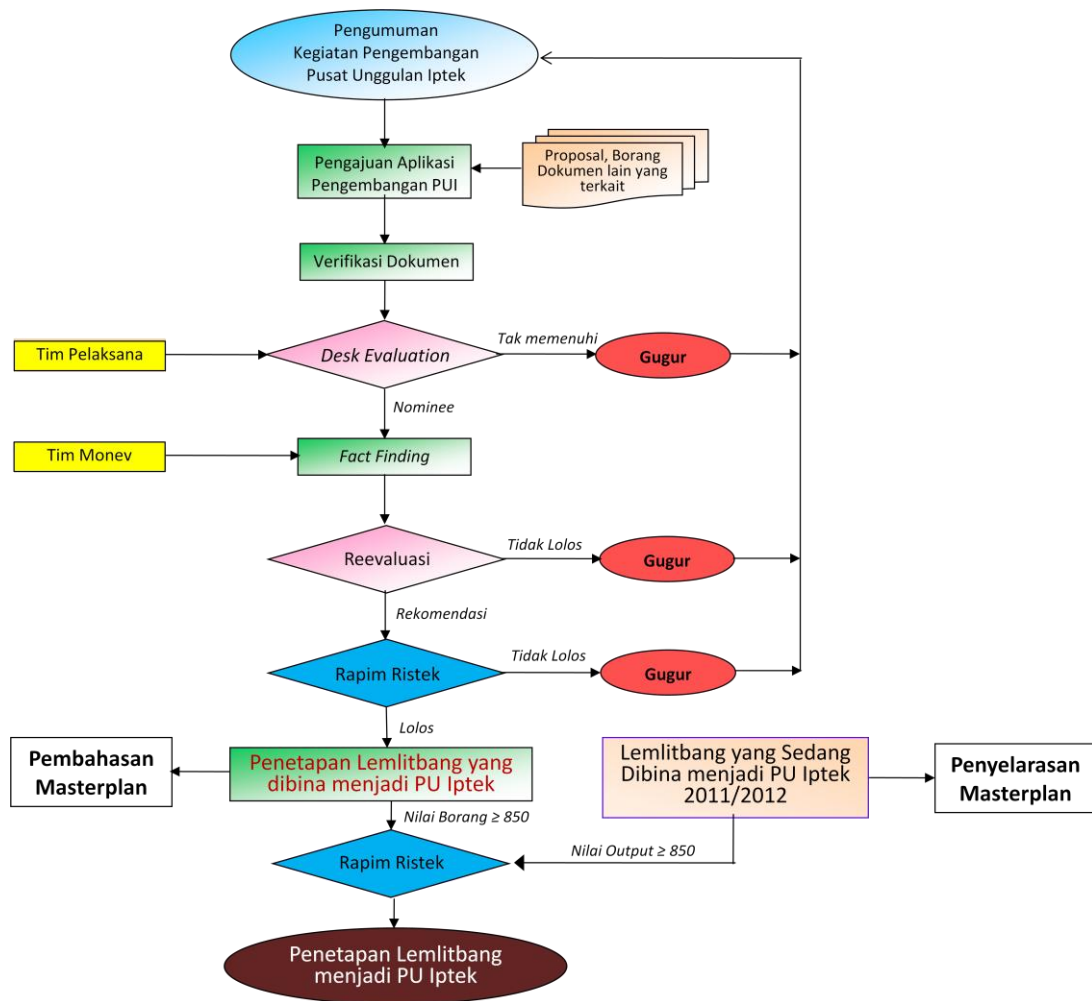 Pengumuman
Kegiatan Pengembangan
Pusat Unggulan Iptek
Pengajuan Aplikasi
Pengembangan PUI
Proposal, Borang
Dokumen lain yang
terkait
Verifikasi Dokumen
Tim Pelaksana
Desk Evaluation
Tak memenuhi
Gugur
Nominee
Tim Monev
Fact Finding
Reevaluasi
Tidak Lolos
Gugur
Rekomendasi
Rapim Ristek
Tidak Lolos
Gugur
Lolos
Pembahasan
Masterplan
Penetapan Lemlitbang yang
dibina menjadi PU Iptek
Lemlitbang yang Sedang
Dibina menjadi PU Iptek
2011/2012
Penyelarasan
Masterplan
Nilai Borang ≥ 850
Rapim Ristek
Nilai Output ≥ 850
Penetapan Lemlitbang
menjadi PU Iptek